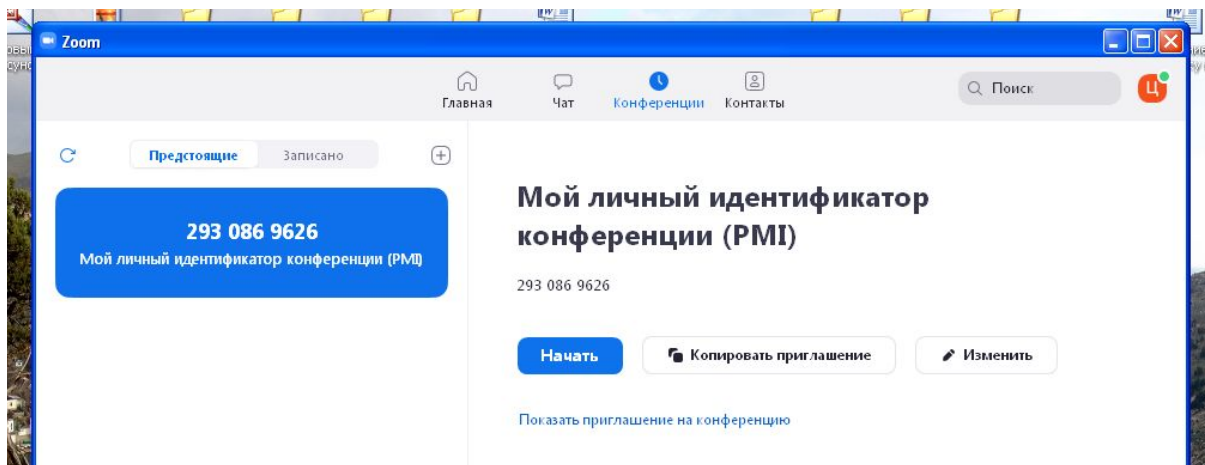 Zoom
Главная
Чат
Конференции
Контакты
Поиск
Ц
Предстоящие
Записано
293 086 9626
Мой личный идентификатор конференции (PMI)
Мой личный идентификатор
конференции (PMI)
293 086 9626
Начать
Копировать приглашение
Изменить
Показать приглашение на конференцию